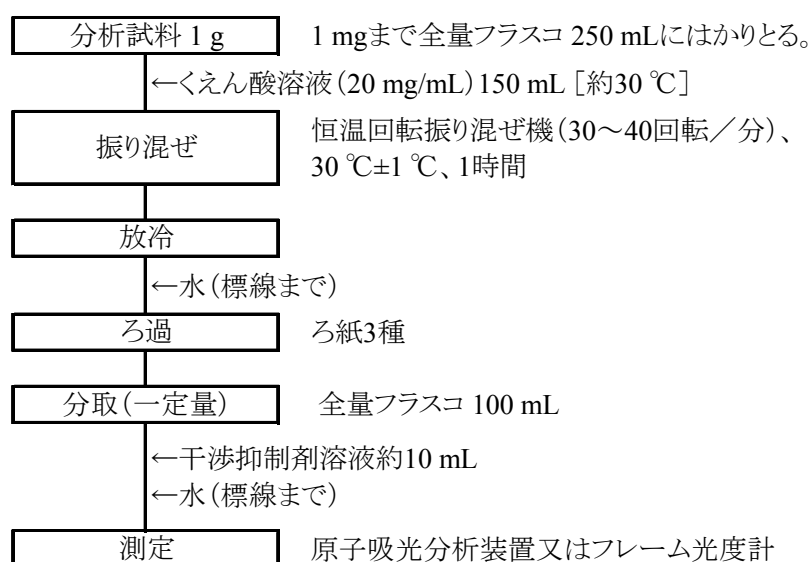 分析試料 1 g 1 mgまで全量フラスコ 250 mLにはかりとる。
←くえん酸溶液(20 mg/mL)150 mL [約30 ℃]
振り混ぜ 恒温回転振り混ぜ機(30~40回転/分)、
30 ℃±1 ℃、1時間
放冷
←水(標線まで)
ろ過 ろ紙3種
分取(一定量) 全量フラスコ 100 mL
←干渉抑制剤溶液約10 mL
←水(標線まで)
測定 原子吸光分析装置又はフレーム光度計